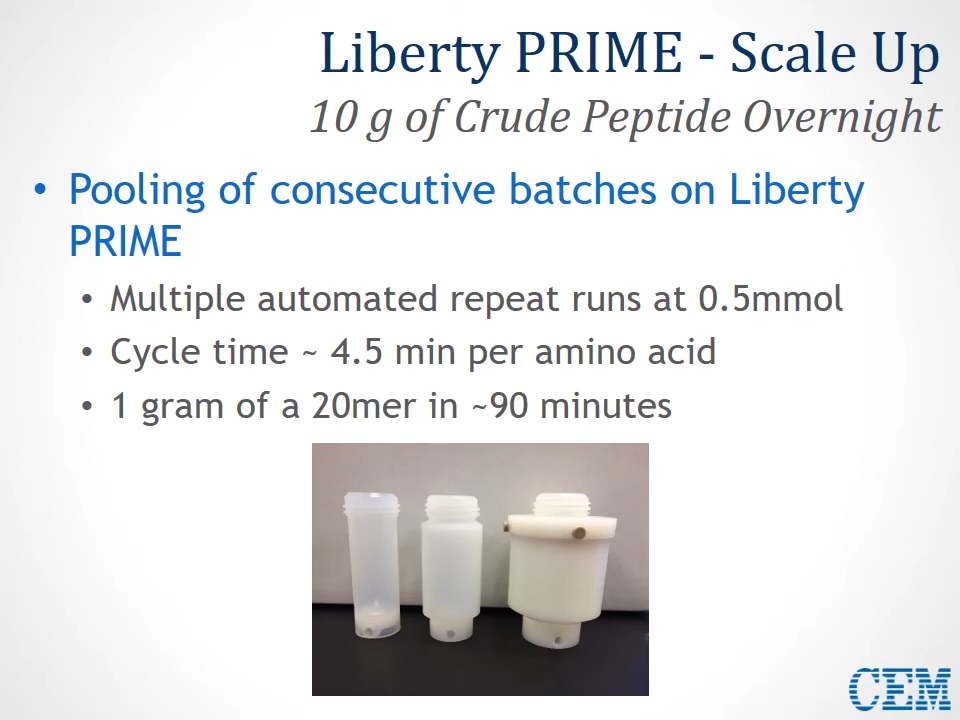 Liberty PRIME - Scale Up
10 g of Crude Peptide Overnight
• Pooling of consecutive batches on Liberty
PRIME
• Multiple automated repeat runs at 0.5mmol
• Cycle time ~ 4.5 min per amino acid
• 1 gram of a 20mer in ~90 minutes
CEM